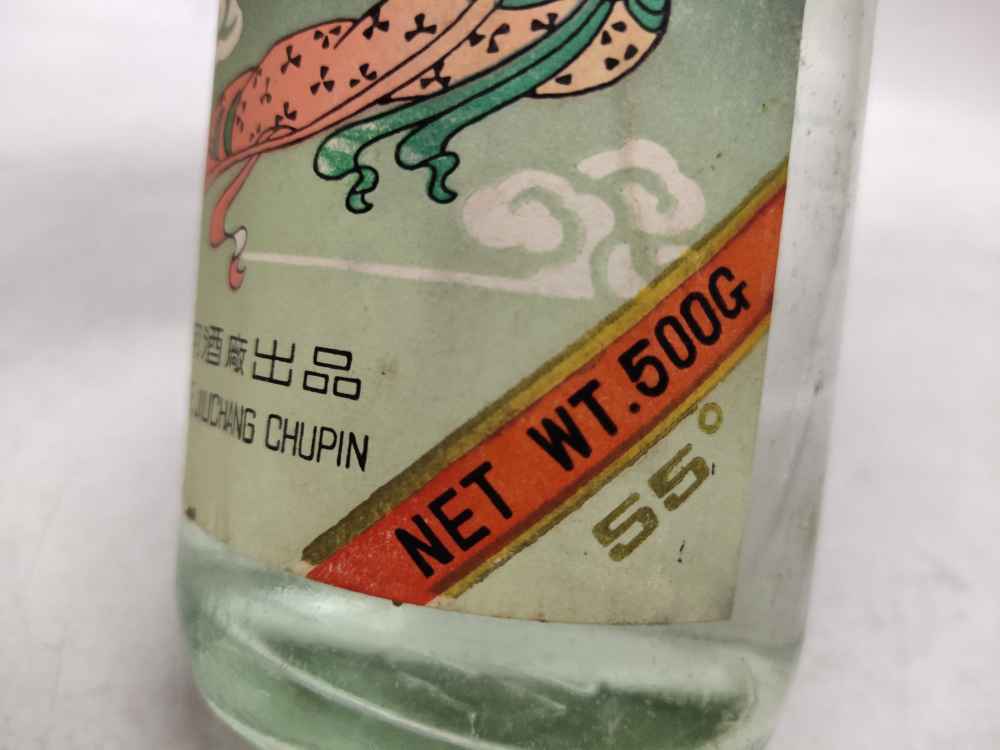 酒廠出品
JIUCHANG CHUPIN
NET WT.500G
55°